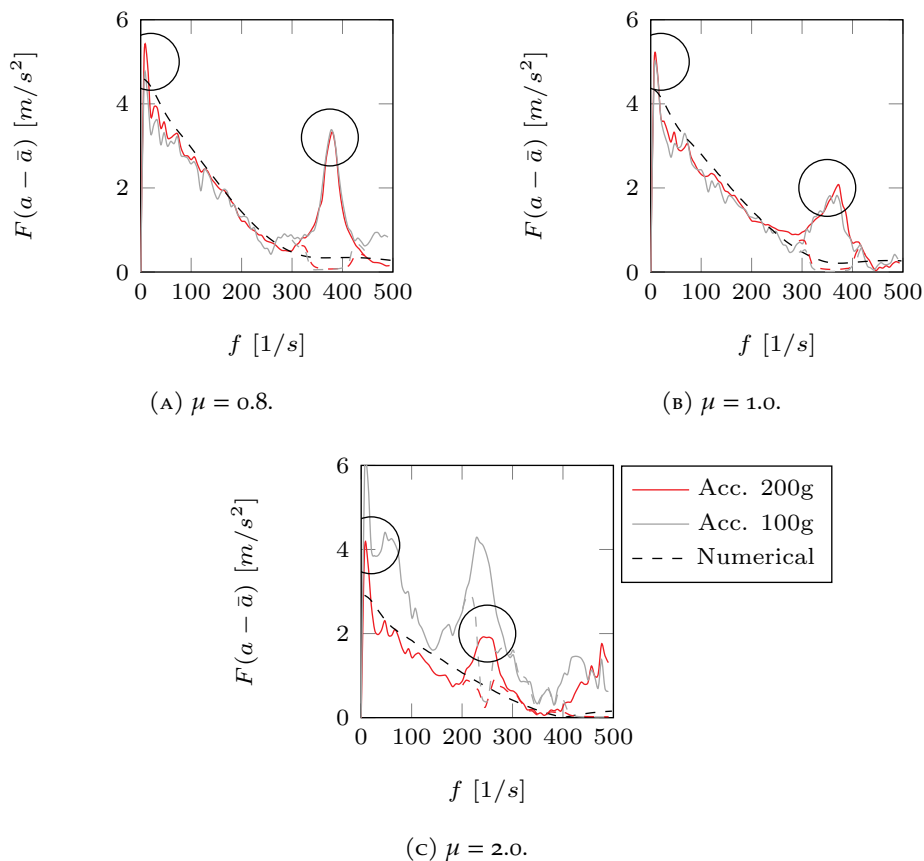 6
4
2
0
0 100 200 300 400 500
F(a − ā) [m/s²]
f [1/s]
(A) μ = 0.8.
6
4
2
0
0 100 200 300 400 500
F(a − ā) [m/s²]
f [1/s]
(B) μ = 1.0.
6
4
2
0
0 100 200 300 400 500
F(a − ā) [m/s²]
f [1/s]
Acc. 200g
Acc. 100g
Numerical
(C) μ = 2.0.